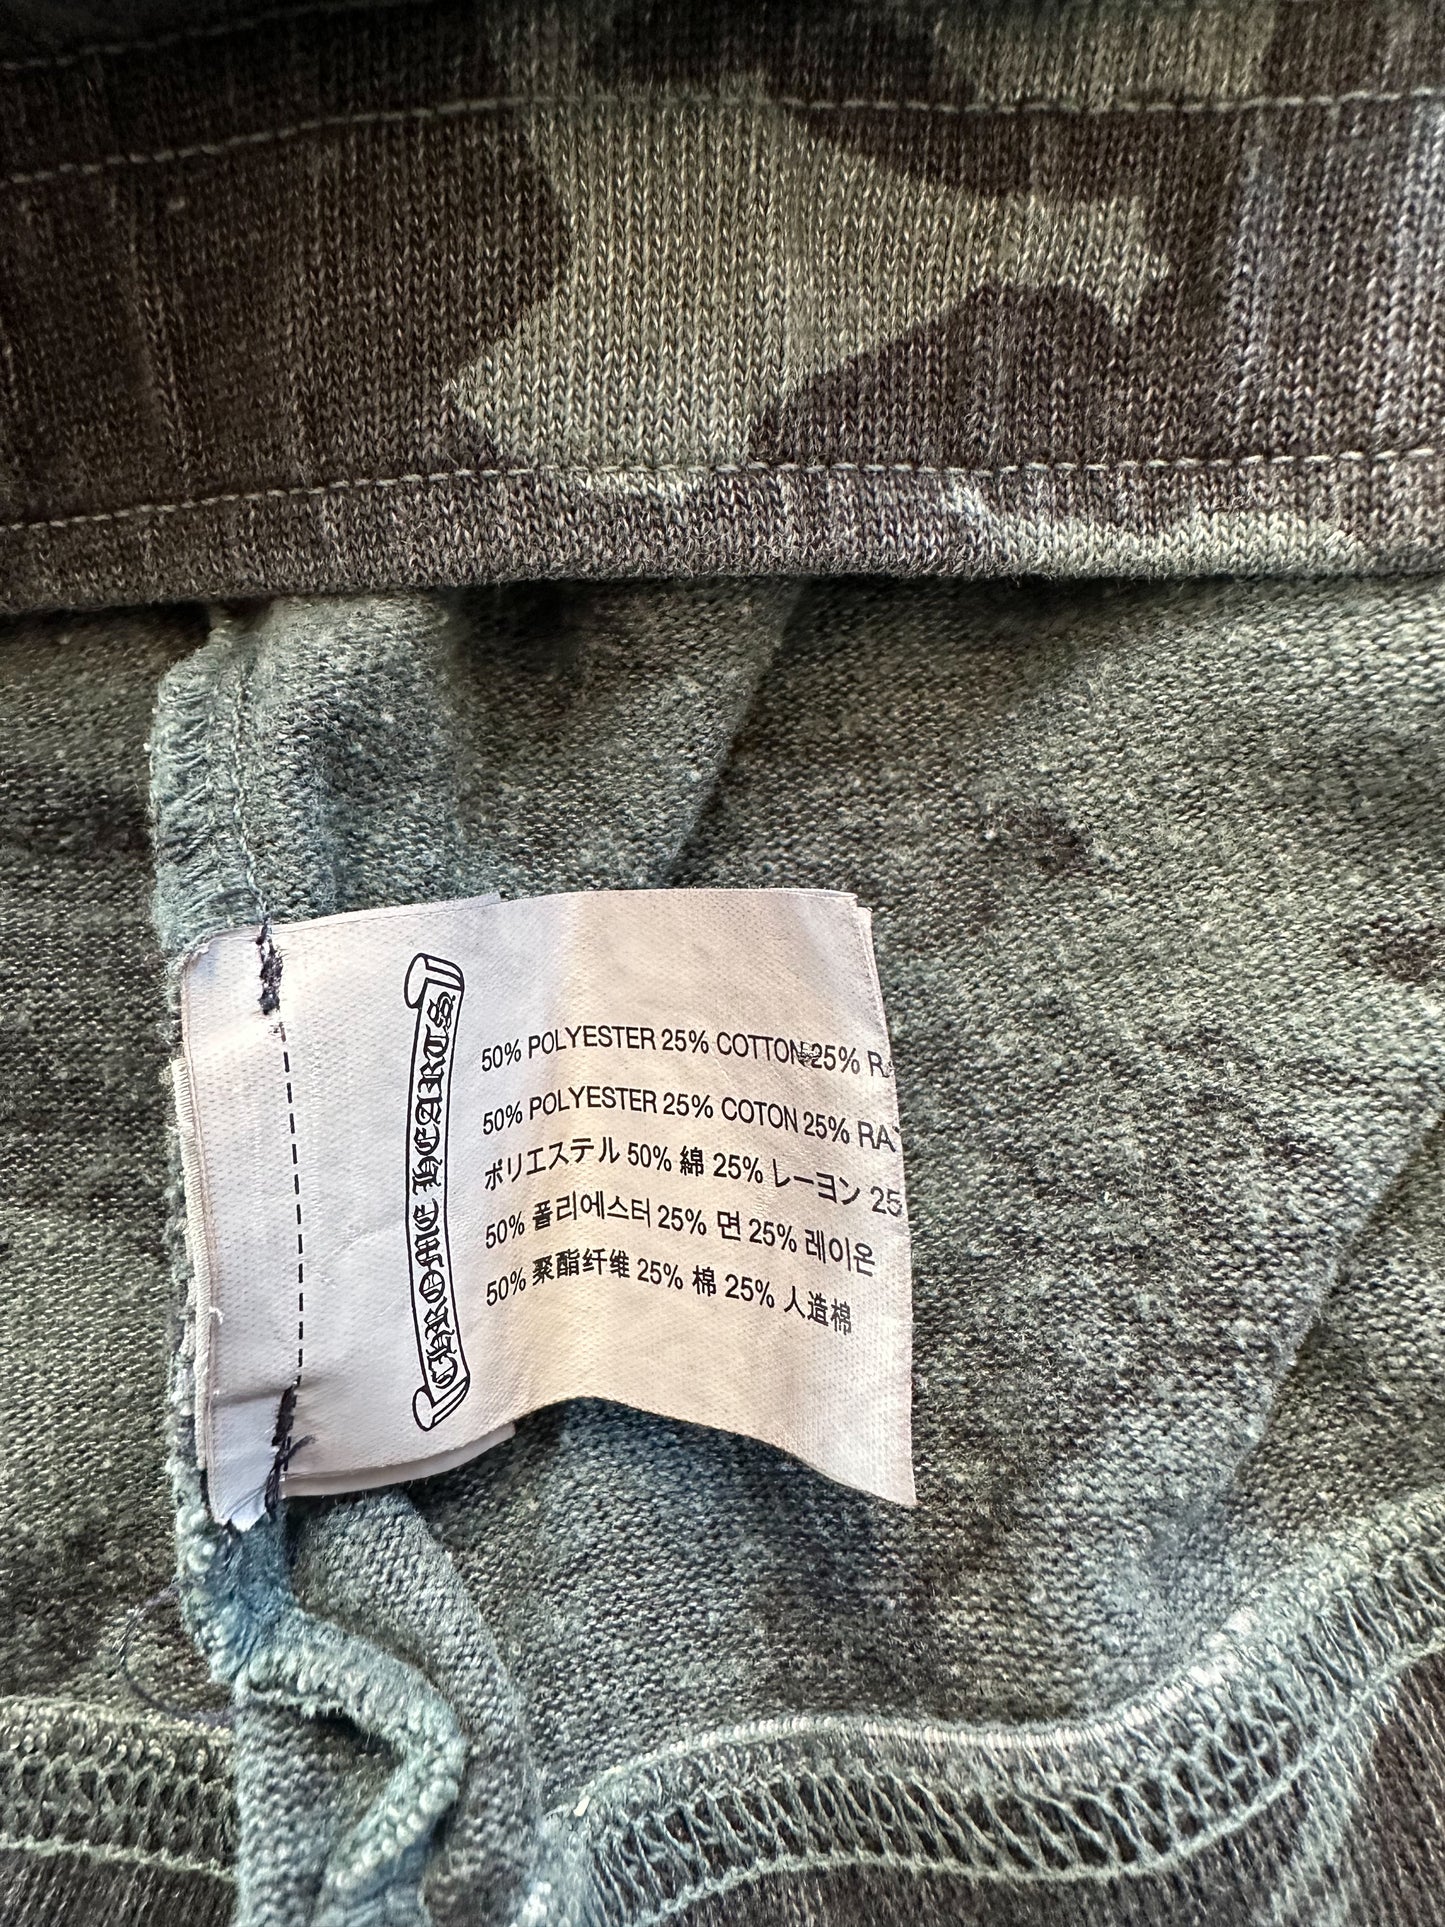 CHROME HEARTS
50% POLYESTER 25% COTTON 25%
50% POLYESTER 25% COTON 25%
ポリエステル 50% 綿 25% レーヨン 25
50% 폴리에스터 25% 면 25% 레이온
50% 聚酯纤维 25% 棉 25% 人造棉